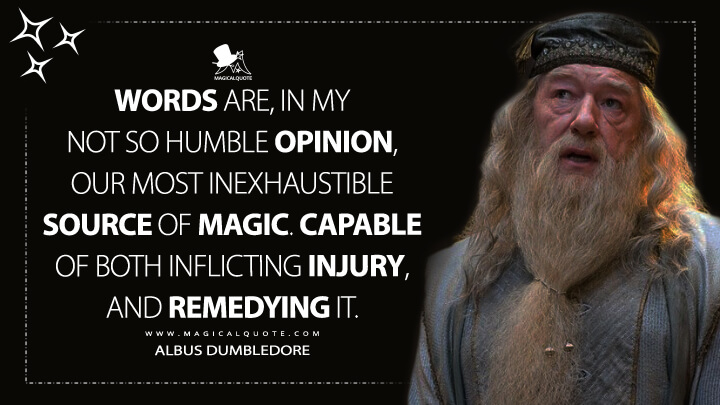 MAGICALQUOTE
WORDS ARE, IN MY
NOT SO HUMBLE OPINION,
OUR MOST INEXHAUSTIBLE
SOURCE OF MAGIC. CAPABLE
OF BOTH INFLICTING INJURY,
AND REMEDYING IT.
WWW.MAGICALQUOTE.COM
ALBUS DUMBLEDORE